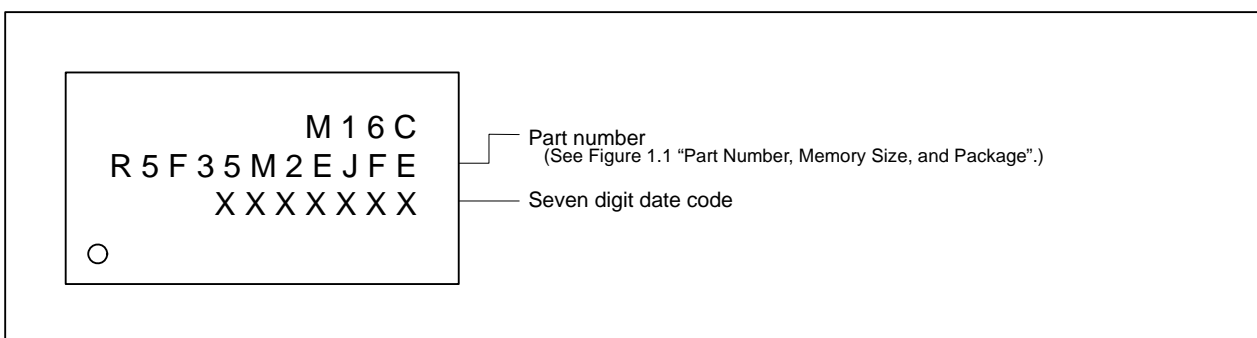 M16C
R5F35M2EJFE
XXXXXXX
Part number
(See Figure 1.1 “Part Number, Memory Size, and Package”.)
Seven digit date code